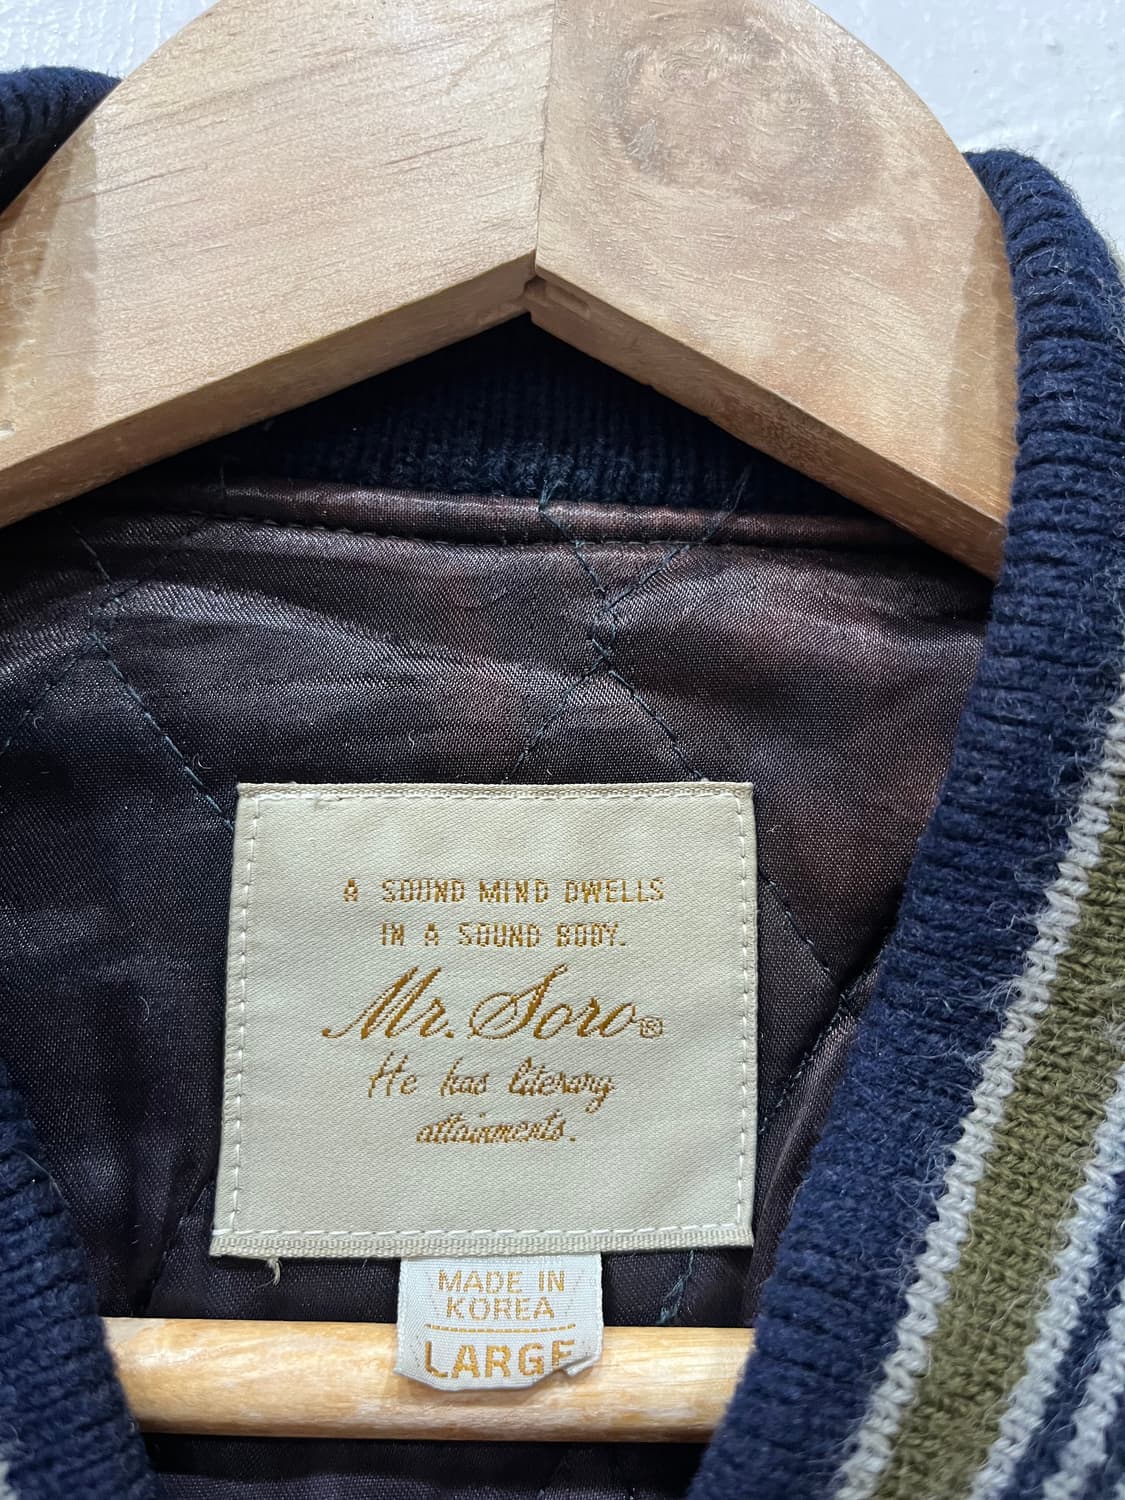 A SOUND MIND DWELLS
IN A SOUND BODY.
Mr. Soro®
He has literary
attainments.
MADE IN
KOREA
LARGE